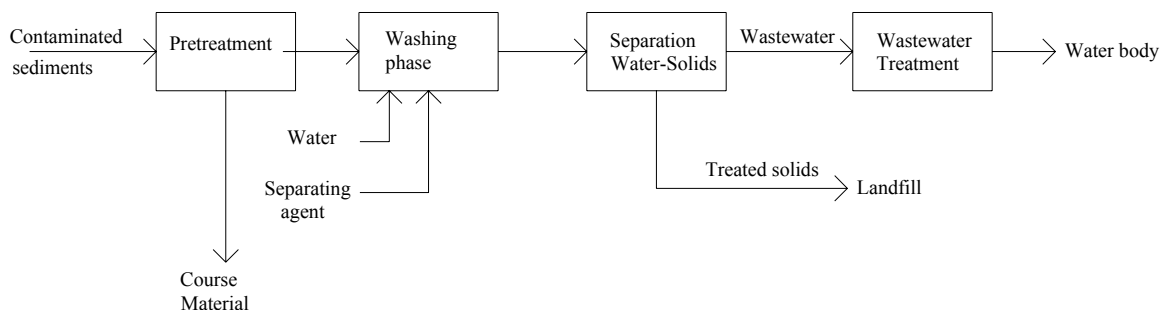 Contaminated
sediments
Pretreatment
Washing
phase
Separation
Water-Solids
Wastewater
Wastewater
Treatment
Water body
Water
Separating
agent
Treated solids
Landfill
Course
Material